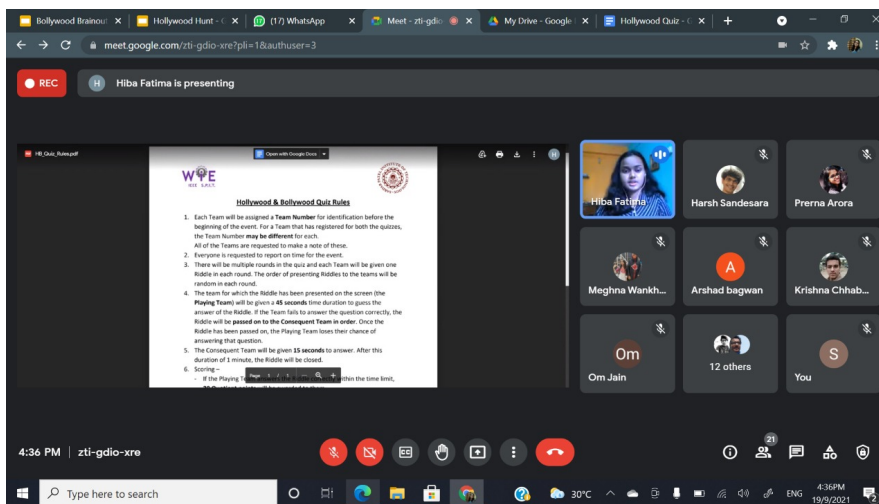 Bollywood Brainout
Hollywood Hunt - G
(17) WhatsApp
Meet - zti-gdio
My Drive - Google
Hollywood Quiz - G
meet.google.com/zti-gdio-xre?pli=1&authuser=3
REC
H
Hiba Fatima is presenting
HB_Quiz_Rules.pdf
Open with Google Docs
H
WIE
IEEE S.P.I.T.
Hollywood & Bollywood Quiz Rules
1. Each Team will be assigned a Team Number for identification before the
beginning of the event. For a Team that has registered for both the quizzes,
the Team Number may be different for each.
All of the Teams are requested to make a note of these.
2. Everyone is requested to report on time for the event.
3. There will be multiple rounds in the quiz and each Team will be given one
Riddle in each round. The order of presenting Riddles to the teams will be
random in each round.
4. The team for which the Riddle has been presented on the screen (the
Playing Team) will be given a 45 seconds time duration to guess the
answer of the Riddle. If the Team fails to answer the question correctly, the
Riddle will be passed on to the Consequent Team in order. Once the
Riddle has been passed on, the Playing Team loses their chance of
answering that question.
5. The Consequent Team will be given 15 seconds to answer. After this
duration of 1 minute, the Riddle will be closed.
6. Scoring –
- If the Playing Te within the time limit,
Page 1 / 1
Hiba Fatima
Harsh Sandesara
Prerna Arora
Meghna Wankh...
A
Arshad bagwan
Krishna Chhab...
Om
Om Jain
12 others
S
You
4:36 PM | zti-gdio-xre
21
Type here to search
30°C
ENG
4:36PM
19/9/2021
2